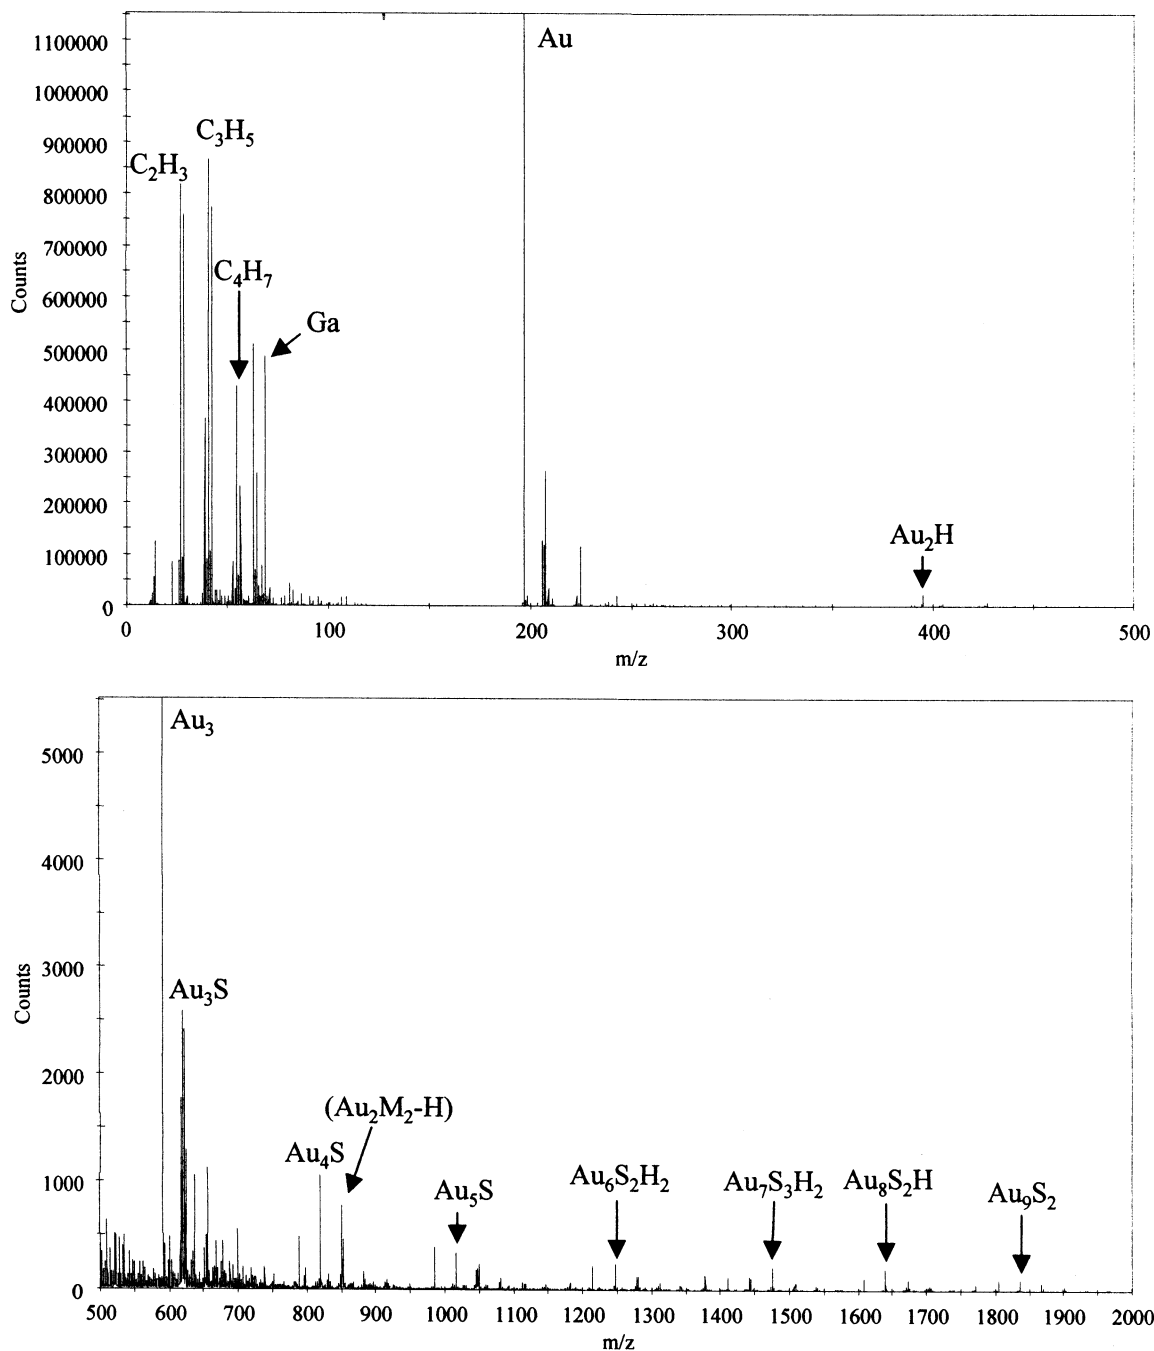 1100000
Au
1000000
C₃H₅
900000
C₂H₃
800000
700000
C₄H₇
600000
Counts
Ga
500000
400000
300000
200000
Au₂H
100000
0
0 100 200 300 400 500
m/z
Au₃
5000
4000
3000
Counts
Au₃S
2000
(Au₂M₂-H)
Au₄S
1000
Au₅S
Au₆S₂H₂
Au₇S₃H₂
Au₈S₂H
Au₉S₂
0
500 600 700 800 900 1000 1100 1200 1300 1400 1500 1600 1700 1800 1900 2000
m/z